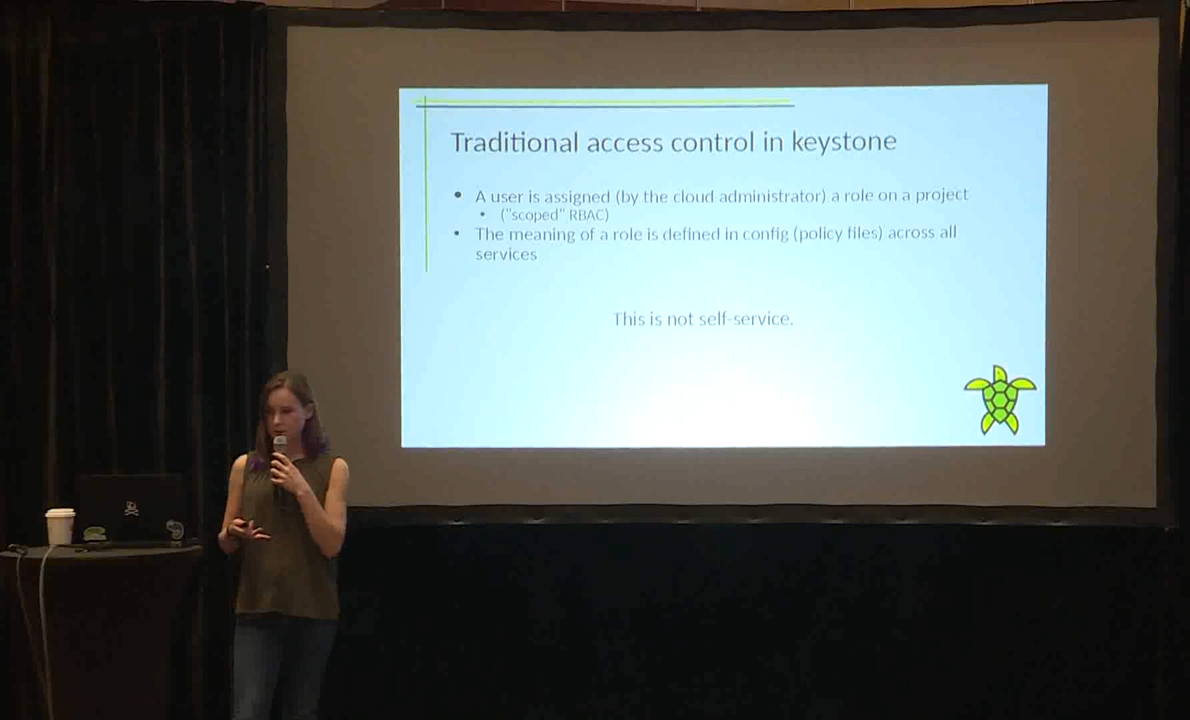 Traditional access control in keystone
• A user is assigned (by the cloud administrator) a role on a project
• ("scoped" RBAC)
• The meaning of a role is defined in config (policy files) across all
services
This is not self-service.